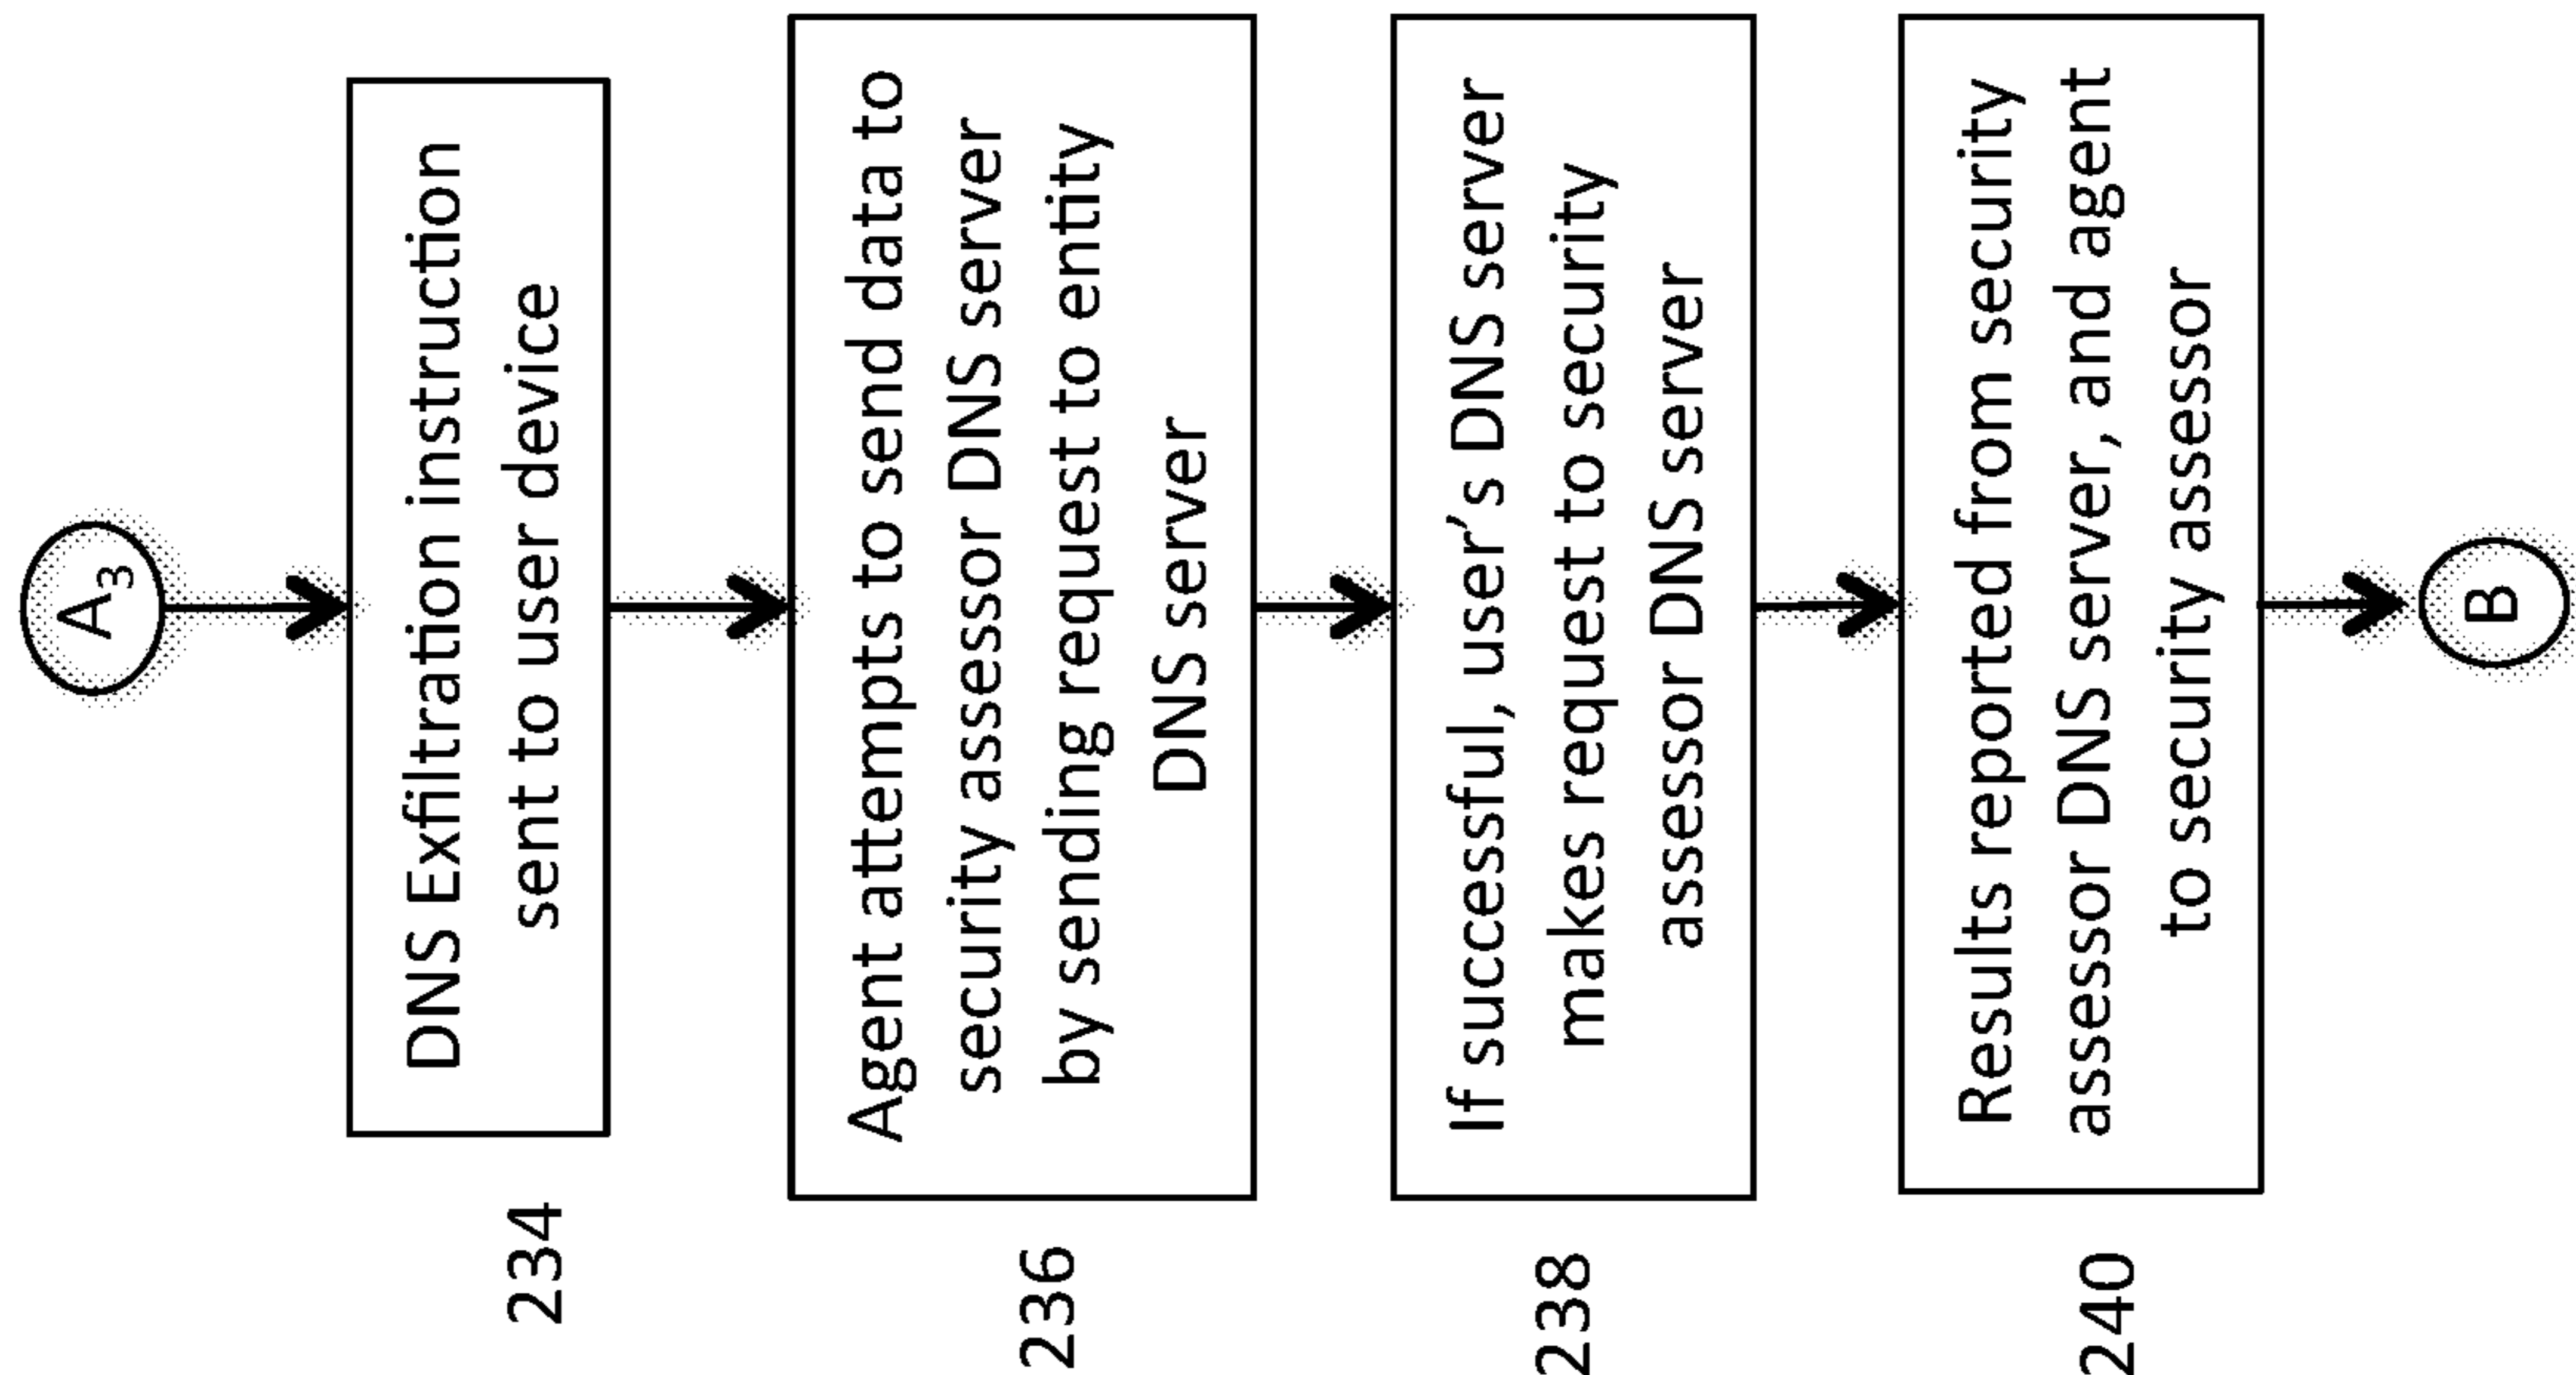 A3
DNS Exfiltration instruction
sent to user device
234
Agent attempts to send data to
security assessor DNS server
by sending request to entity
DNS server
236
If successful, user's DNS server
makes request to security
assessor DNS server
238
Results reported from security
assessor DNS server, and agent
to security assessor
240
B